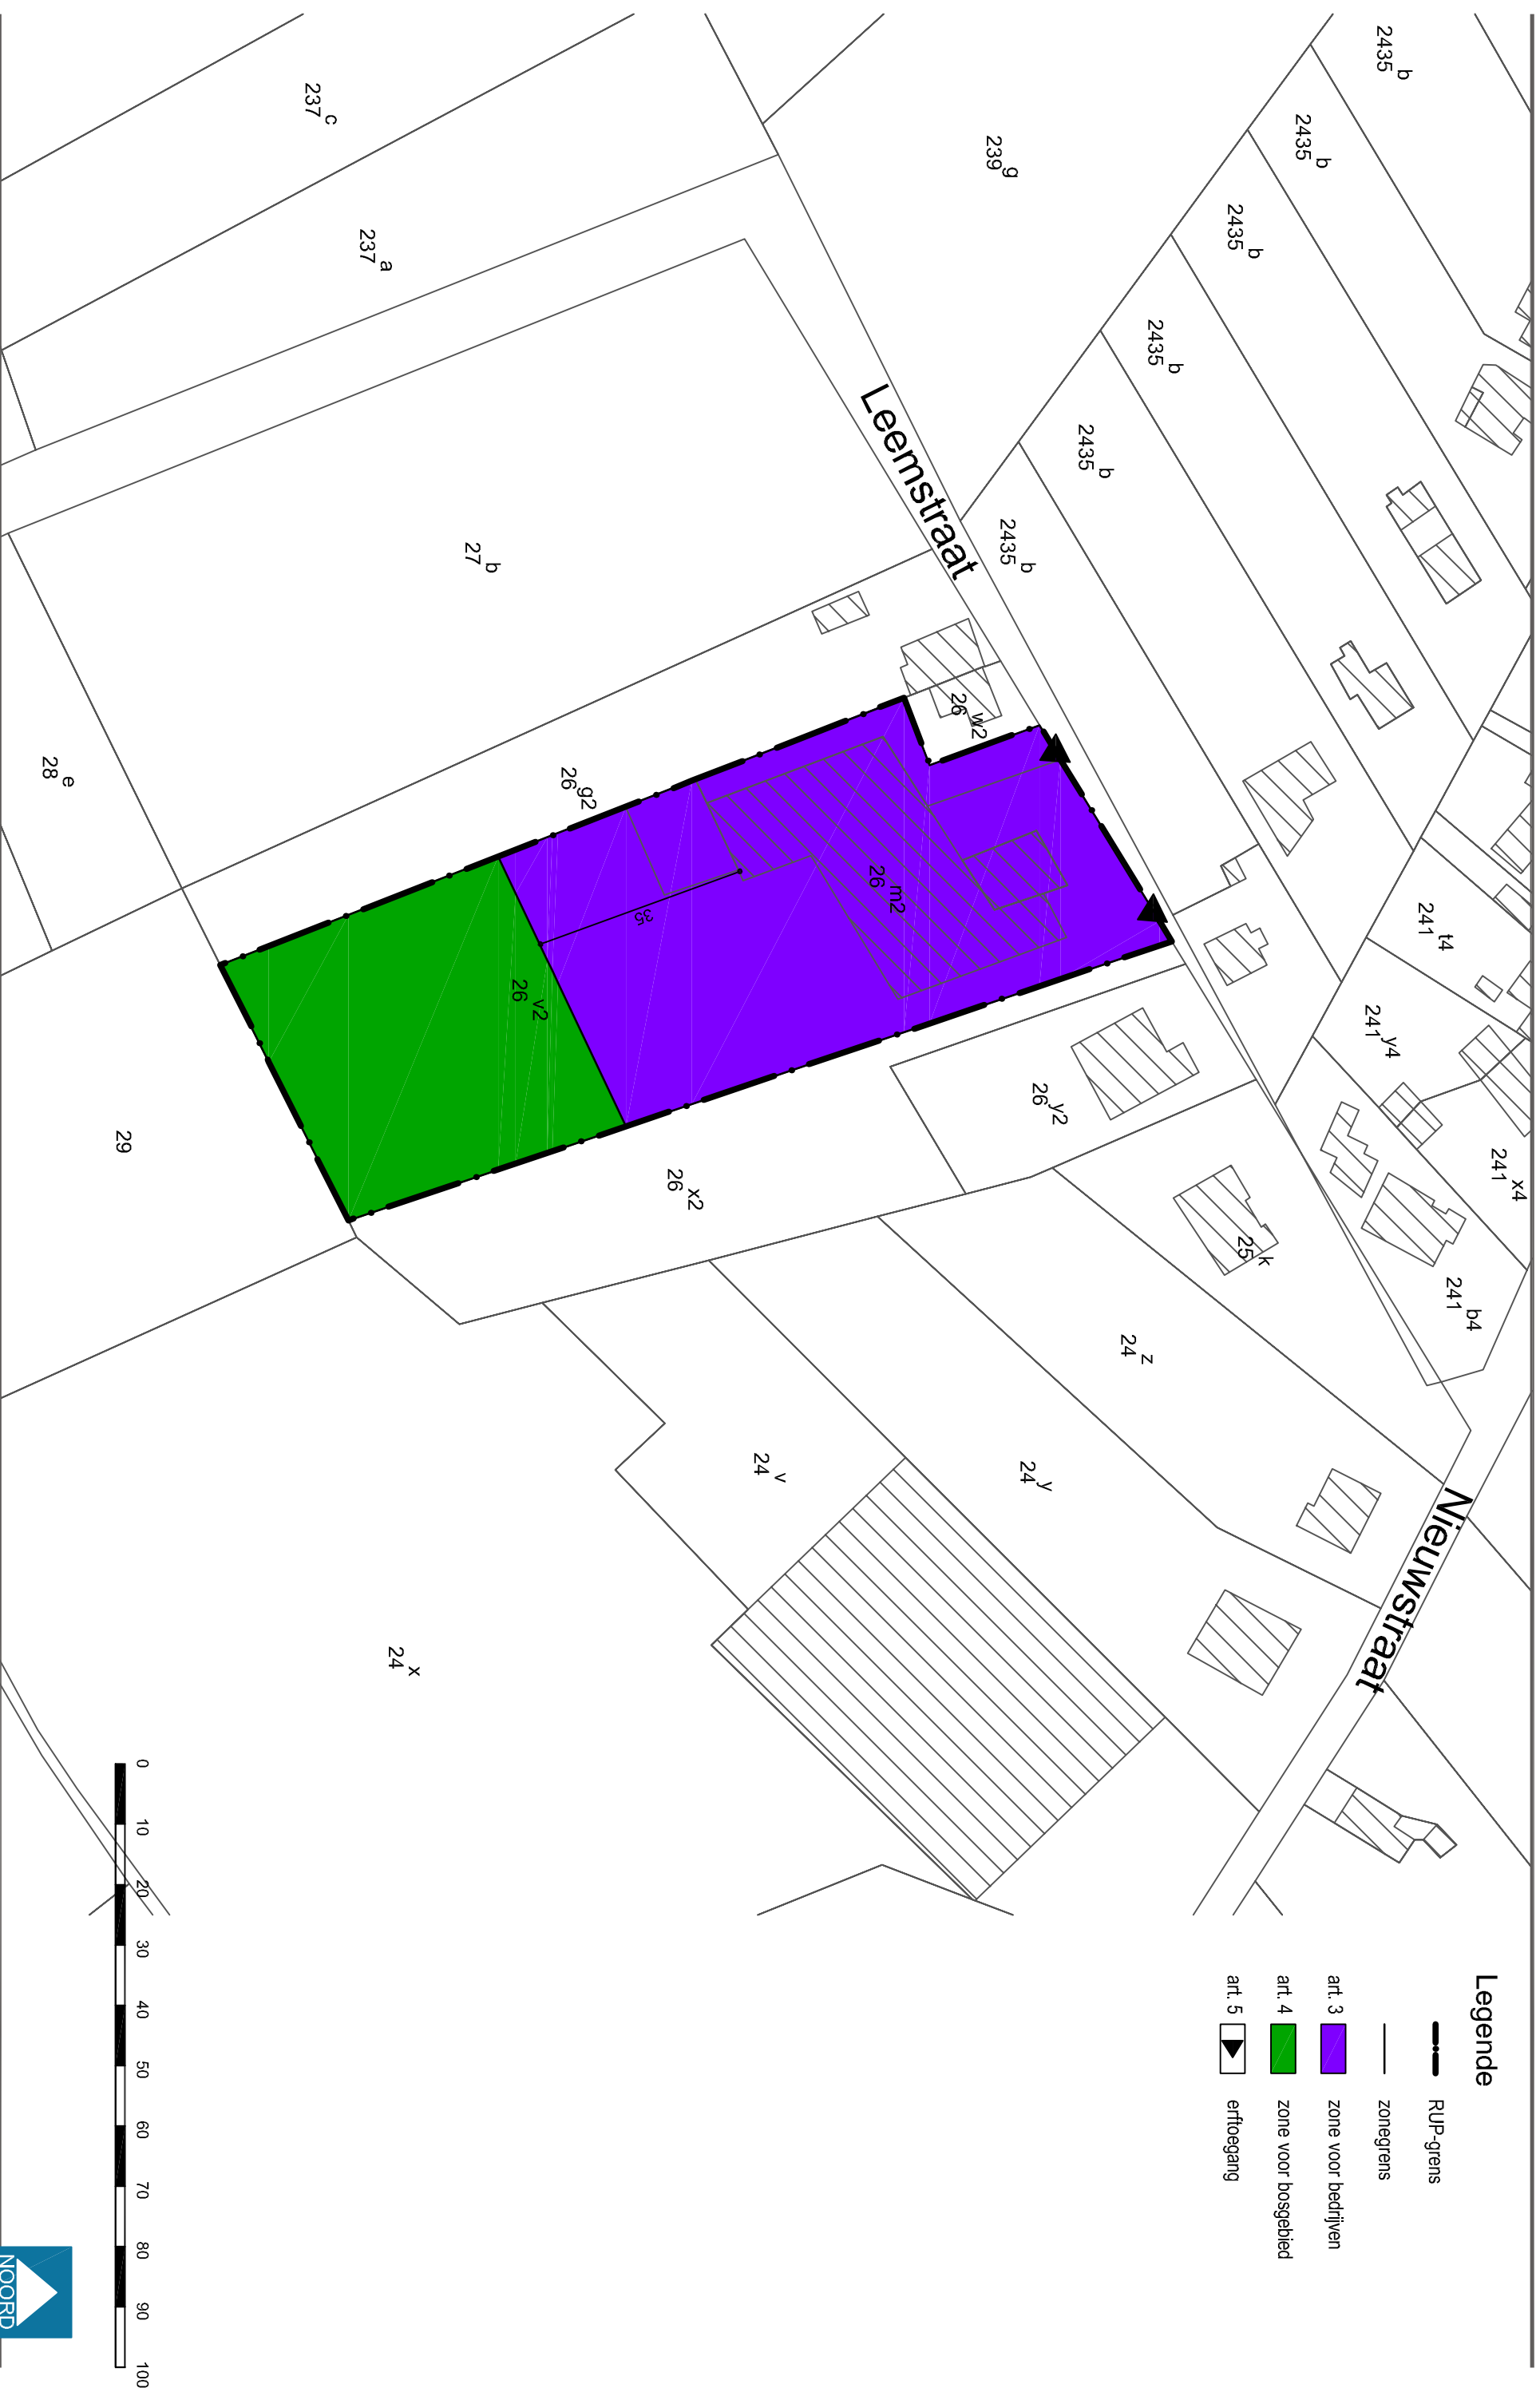 2435 b
2435 b
2435 b
2435 b
2435 b
2435 b
239 g
237 c
237 a
Leemstraat
27 b
28 e
26 w2
26 g2
26 m2
35
26 v2
26 y2
26 x2
29
241 t4
241 y4
241 x4
241 b4
25 k
24 z
24 y
24 v
24 x
Nieuwstraat
Legende
RUP-grens
zonegrens
art. 3 zone voor bedrijven
art. 4 zone voor bosgebied
art. 5 erftoegang
0 10 20 30 40 50 60 70 80 90 100
NOORD